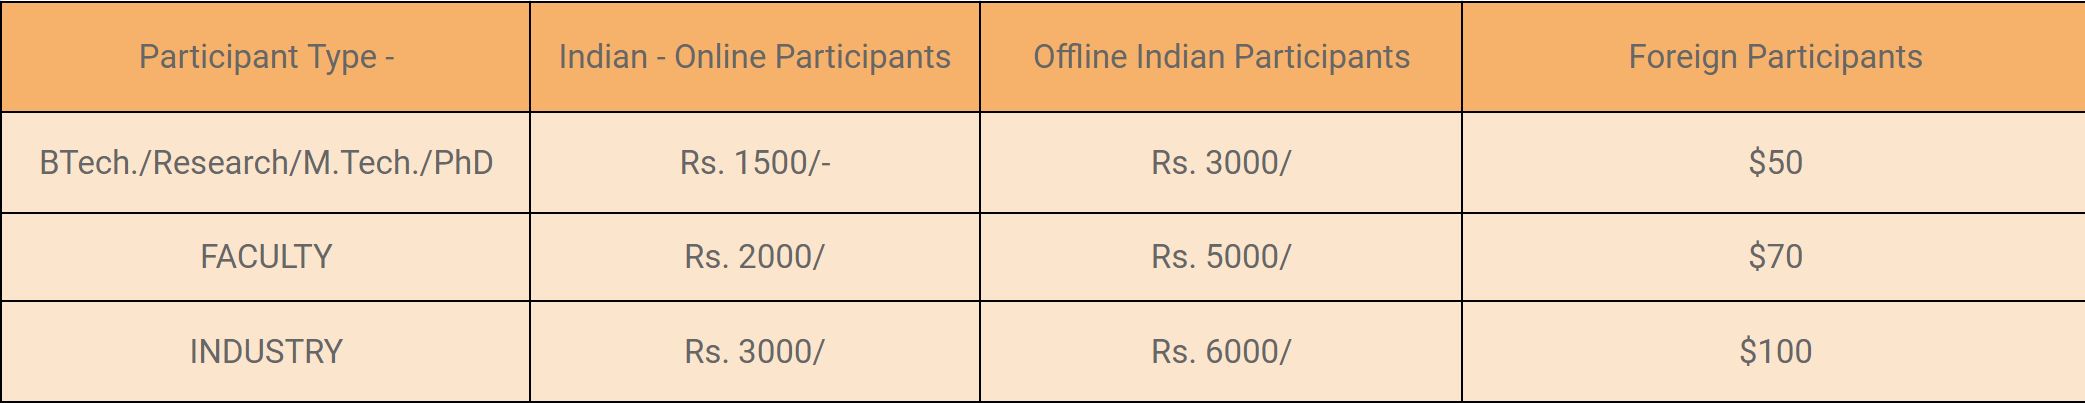 Participant Type - Indian - Online Participants Offline Indian Participants Foreign Participants
BTech./Research/M.Tech./PhD Rs. 1500/- Rs. 3000/ $50
FACULTY Rs. 2000/ Rs. 5000/ $70
INDUSTRY Rs. 3000/ Rs. 6000/ $100